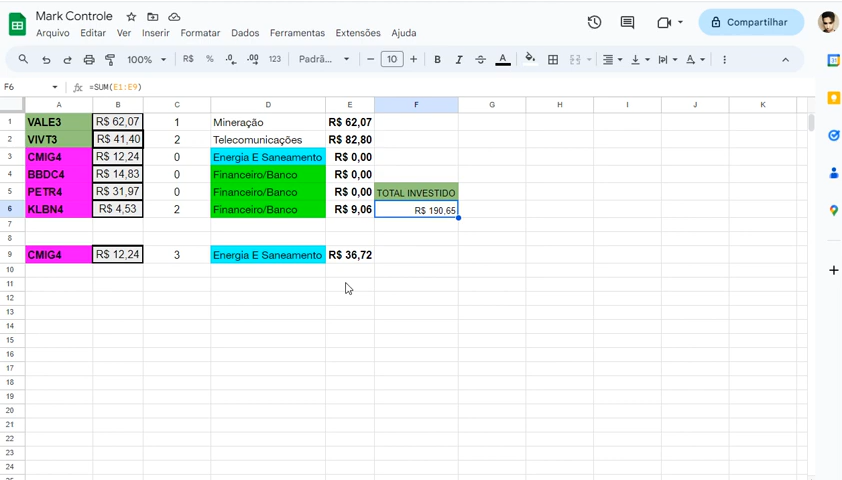 Mark Controle
Arquivo Editar Ver Inserir Formatar Dados Ferramentas Extensões Ajuda
Compartilhar
100% R$ % .0 .00 123 Padrã... 10 B I S A
F6 =SUM(E1:E9)
A B C D E F G H I J K
1 VALE3 R$ 62,07 1 Mineração R$ 62,07
2 VIVT3 R$ 41,40 2 Telecomunicações R$ 82,80
3 CMIG4 R$ 12,24 0 Energia E Saneamento R$ 0,00
4 BBDC4 R$ 14,83 0 Financeiro/Banco R$ 0,00
5 PETR4 R$ 31,97 0 Financeiro/Banco R$ 0,00 TOTAL INVESTIDO
6 KLBN4 R$ 4,53 2 Financeiro/Banco R$ 9,06 R$ 190,65
7
8
9 CMIG4 R$ 12,24 3 Energia E Saneamento R$ 36,72
10
11
12
13
14
15
16
17
18
19
20
21
22
23
24